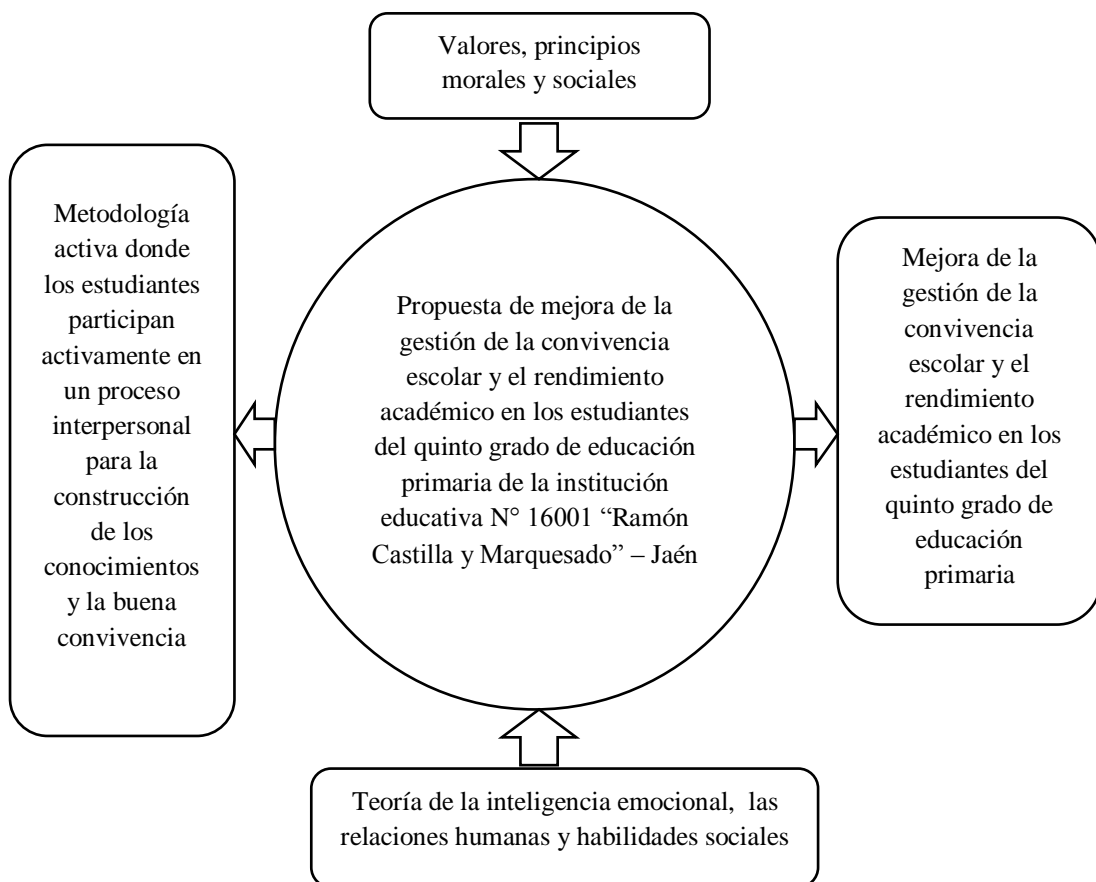 Valores, principios
morales y sociales
Metodología
activa donde
los estudiantes
participan
activamente en
un proceso
interpersonal
para la
construcción
de los
conocimientos
y la buena
convivencia
Propuesta de mejora de la
gestión de la convivencia
escolar y el rendimiento
académico en los estudiantes
del quinto grado de educación
primaria de la institución
educativa N° 16001 “Ramón
Castilla y Marquesado” – Jaén
Mejora de la
gestión de la
convivencia
escolar y el
rendimiento
académico en los
estudiantes del
quinto grado de
educación
primaria
Teoría de la inteligencia emocional, las
relaciones humanas y habilidades sociales